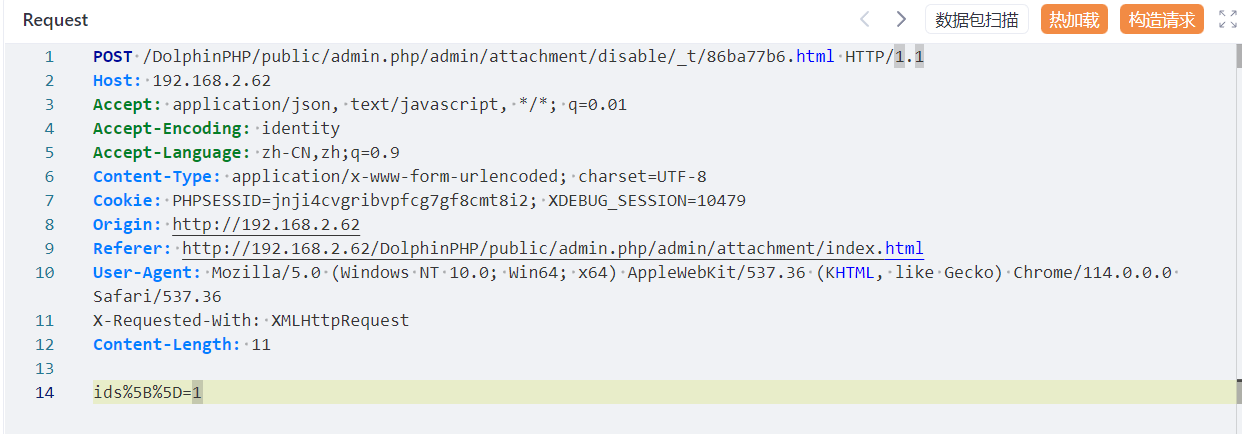 Request 数据包扫描 热加载 构造请求
1 POST /DolphinPHP/public/admin.php/admin/attachment/disable/_t/86ba77b6.html HTTP/1.1
2 Host: 192.168.2.62
3 Accept: application/json, text/javascript, */*; q=0.01
4 Accept-Encoding: identity
5 Accept-Language: zh-CN,zh;q=0.9
6 Content-Type: application/x-www-form-urlencoded; charset=UTF-8
7 Cookie: PHPSESSID=jnji4cvgribvpfcg7gf8cmt8i2; XDEBUG_SESSION=10479
8 Origin: http://192.168.2.62
9 Referer: http://192.168.2.62/DolphinPHP/public/admin.php/admin/attachment/index.html
10 User-Agent: Mozilla/5.0 (Windows NT 10.0; Win64; x64) AppleWebKit/537.36 (KHTML, like Gecko) Chrome/114.0.0.0
Safari/537.36
11 X-Requested-With: XMLHttpRequest
12 Content-Length: 11
13
14 ids%5B%5D=1